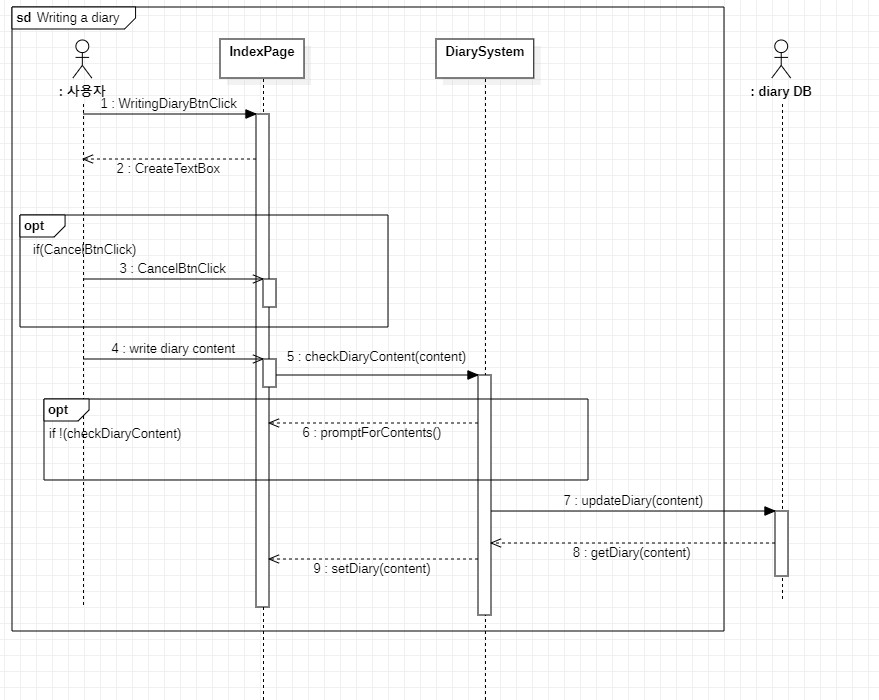 sd Writing a diary
IndexPage
DiarySystem
: 사용자
: diary DB
1 : WritingDiaryBtnClick
2 : CreateTextBox
opt
if(CancelBtnClick)
3 : CancelBtnClick
4 : write diary content
5 : checkDiaryContent(content)
opt
6 : promptForContents()
if !(checkDiaryContent)
7 : updateDiary(content)
8 : getDiary(content)
9 : setDiary(content)